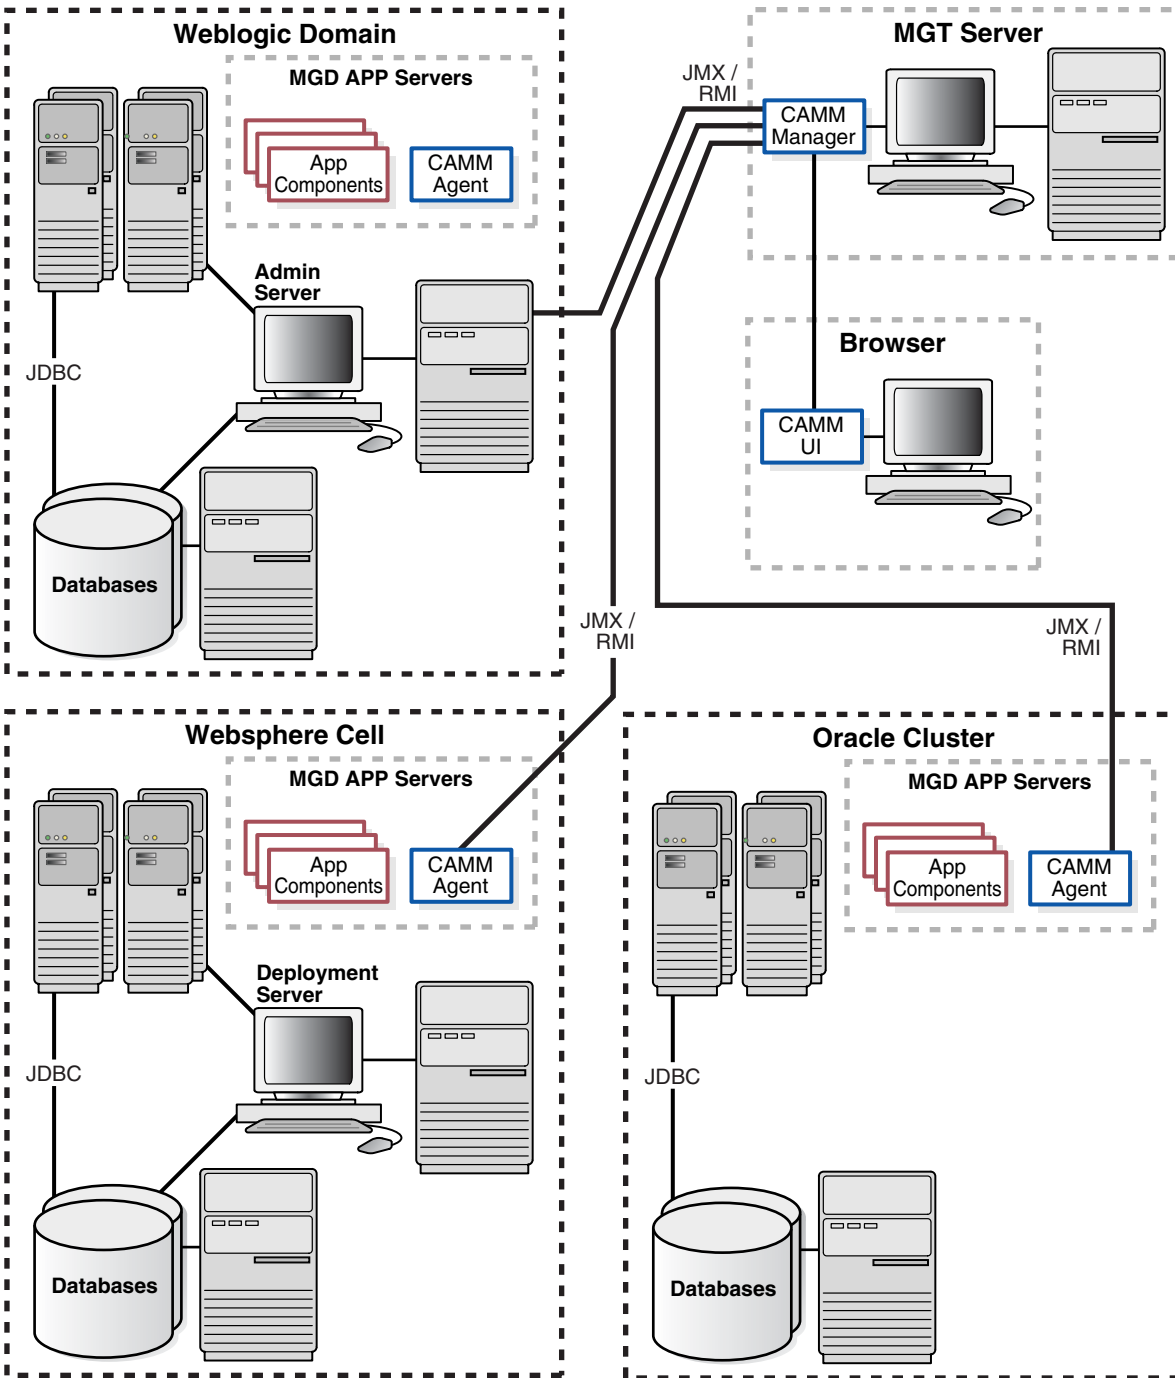 Weblogic Domain
MGD APP Servers
App
Components
CAMM
Agent
Admin
Server
JDBC
Databases
MGT Server
JMX /
RMI
CAMM
Manager
Browser
CAMM
UI
JMX /
RMI
JMX /
RMI
Websphere Cell
MGD APP Servers
App
Components
CAMM
Agent
Deployment
Server
JDBC
Databases
Oracle Cluster
MGD APP Servers
App
Components
CAMM
Agent
JDBC
Databases